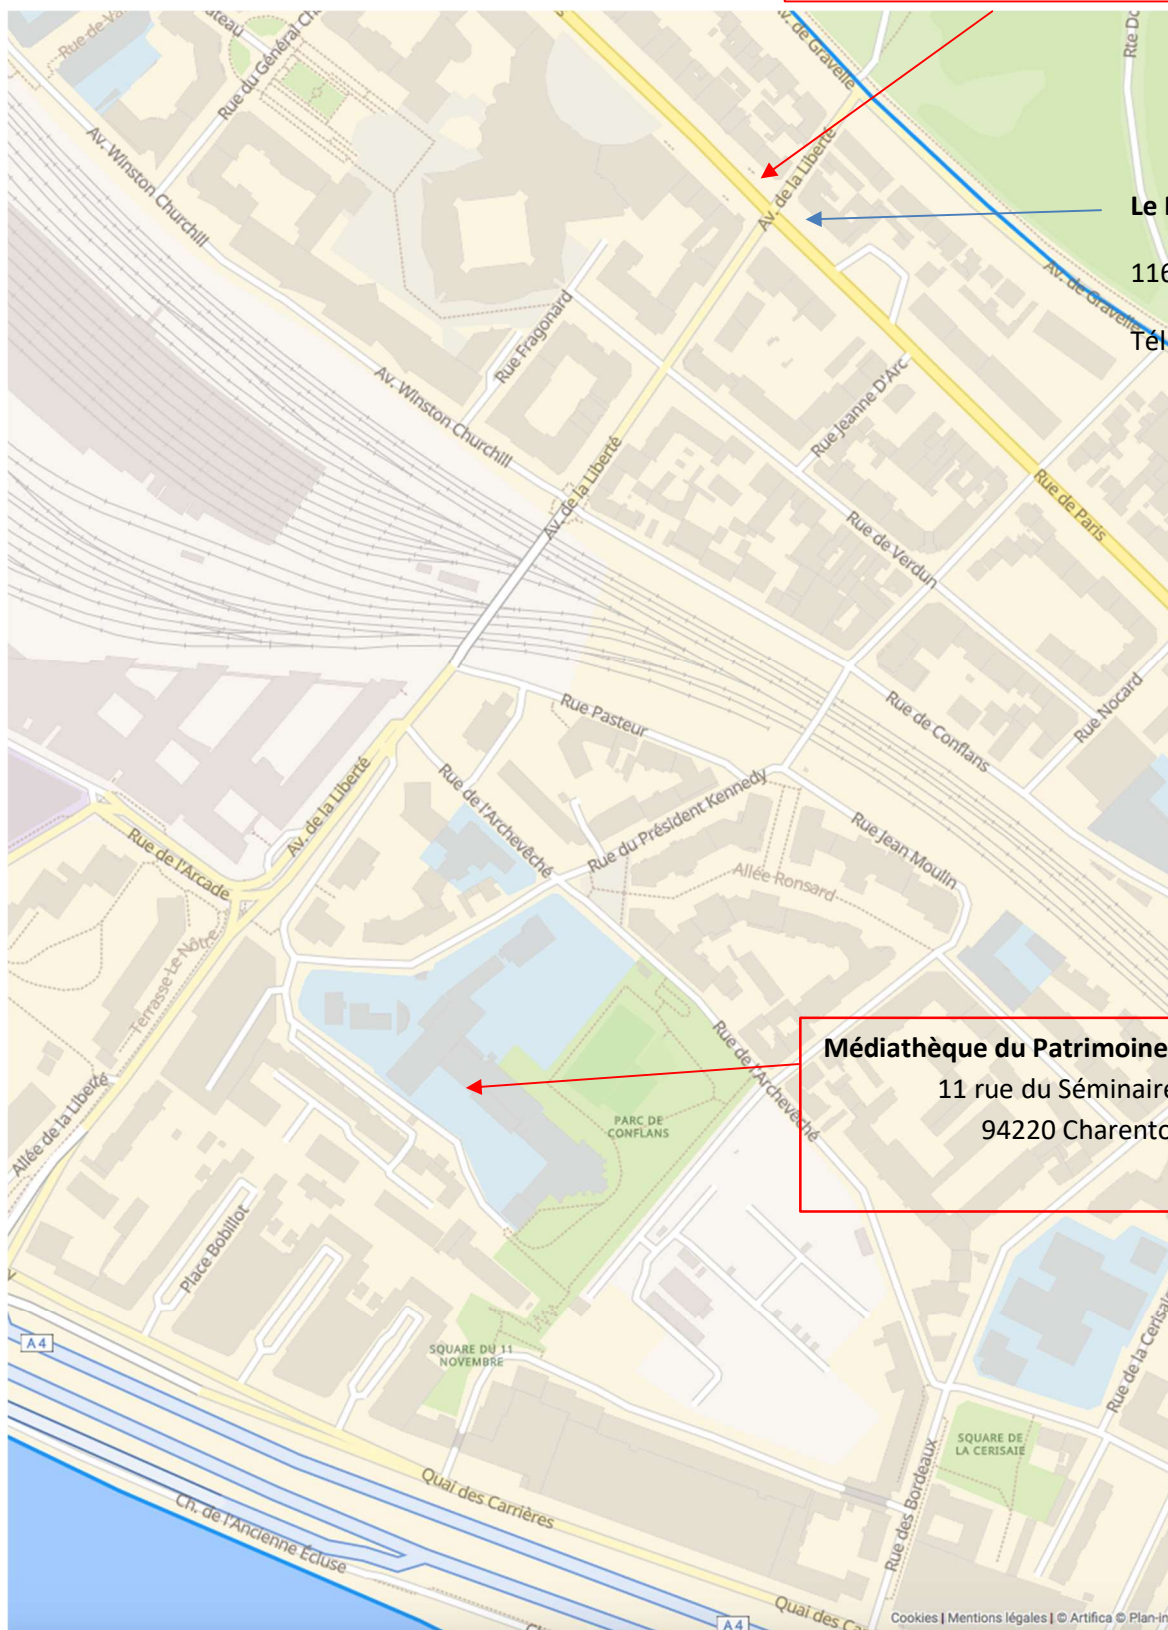 Av. de Gravelle
Rue du Général
Av. Winston Churchill
Av. de la Liberté
Le
116
Av. de Gravelle
Tél
Rue Fragonard
Av. Winston Churchill
Rue Jeanne D'Arc
Av. de la Liberté
Rue de Paris
Rue de Verdun
Rue Pasteur
Rue de Conflans
Rue Nocard
Av. de la Liberté
Rue de l'Archevêché
Rue du Président Kennedy
Rue Jean Moulin
Rue de l'Arcade
Allée Ronsard
Terrasse Le Nôtre
Rue de l'Archevêché
Médiathèque du Patrimoine
11 rue du Séminaire
94220 Charento
Allée de la Liberté
PARC DE
CONFLANS
Place Bobillot
A4
SQUARE DU 11
NOVEMBRE
Rue de la Cerisaie
SQUARE DE
LA CERISAIE
Quai des Carrières
Rue des Bordeaux
Ch. de l'Ancienne Écluse
A4
Quai des Ca
Cookies | Mentions légales | © Artifica © Plan-in